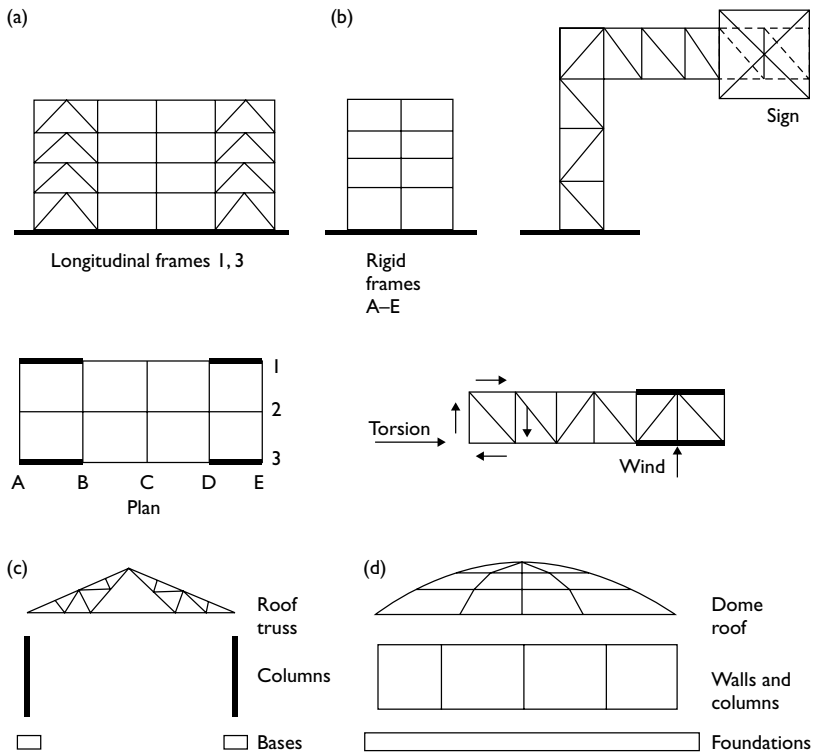 (a)
(b)
Sign
Longitudinal frames 1, 3
Rigid
frames
A–E
1
2
3
A B C D E
Plan
Torsion
Wind
(c)
Roof
truss
Columns
Bases
(d)
Dome
roof
Walls and
columns
Foundations